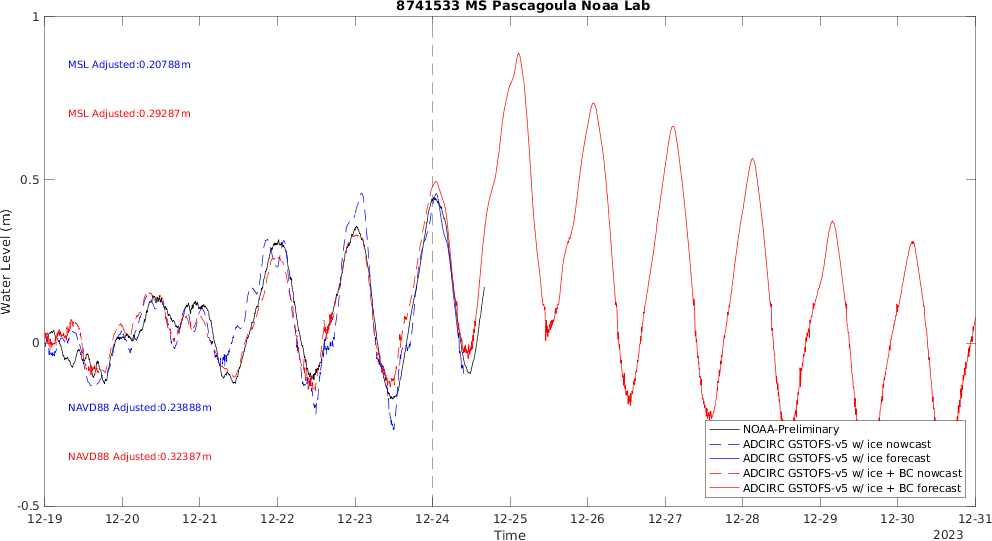 8741533 MS Pascagoula Noaa Lab
1
MSL Adjusted:0.20788m
MSL Adjusted:0.29287m
0.5
Water Level (m)
0
NAVD88 Adjusted:0.23888m
NAVD88 Adjusted:0.32387m
-0.5
NOAA-Preliminary
ADCIRC GSTOFS-v5 w/ ice nowcast
ADCIRC GSTOFS-v5 w/ ice forecast
ADCIRC GSTOFS-v5 w/ ice + BC nowcast
ADCIRC GSTOFS-v5 w/ ice + BC forecast
12-19 12-20 12-21 12-22 12-23 12-24 12-25 12-26 12-27 12-28 12-29 12-30 12-31
Time
2023